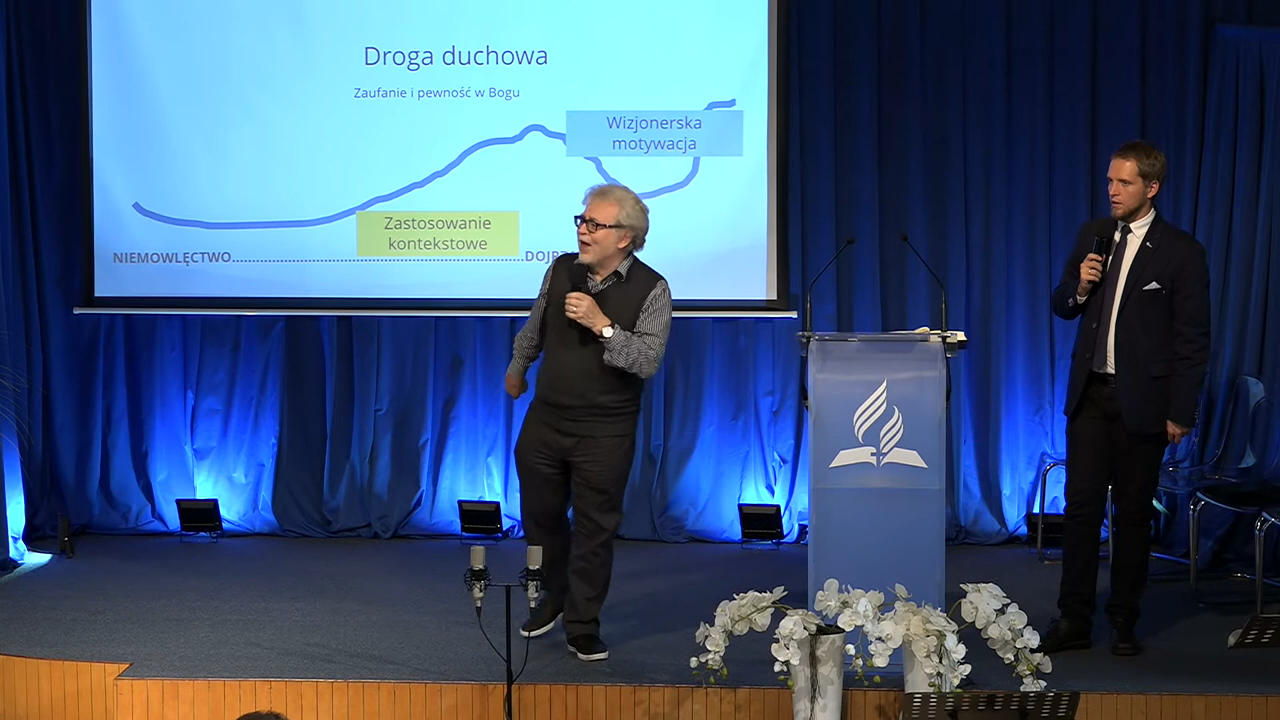 Droga duchowa
Zaufanie i pewność w Bogu
Wizjonerska
motywacja
Zastosowanie
kontekstowe
NIEMOWLĘCTWO